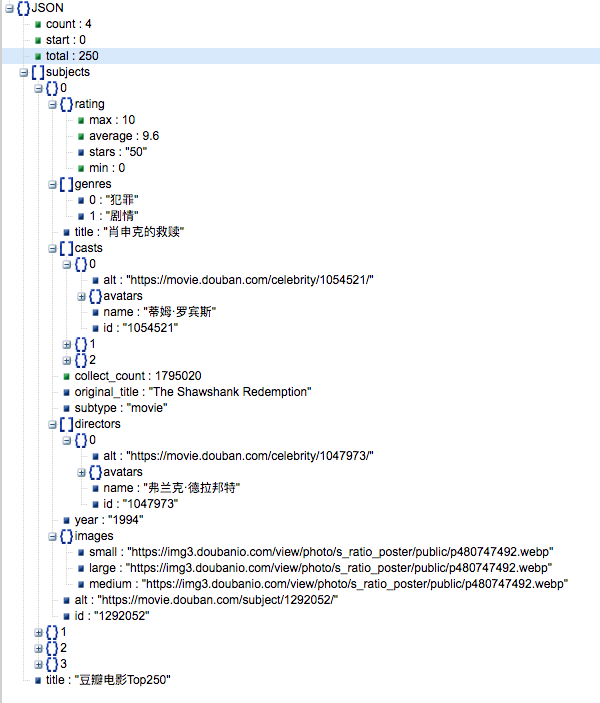 {}JSON
count : 4
start : 0
total : 250
[]subjects
{}0
{}rating
max : 10
average : 9.6
stars : "50"
min : 0
[]genres
0 : "犯罪"
1 : "剧情"
title : "肖申克的救赎"
[]casts
{}0
alt : "https://movie.douban.com/celebrity/1054521/"
{}avatars
name : "蒂姆·罗宾斯"
id : "1054521"
{}1
{}2
collect_count : 1795020
original_title : "The Shawshank Redemption"
subtype : "movie"
[]directors
{}0
alt : "https://movie.douban.com/celebrity/1047973/"
{}avatars
name : "弗兰克·德拉邦特"
id : "1047973"
year : "1994"
{}images
small : "https://img3.doubanio.com/view/photo/s_ratio_poster/public/p480747492.webp"
large : "https://img3.doubanio.com/view/photo/s_ratio_poster/public/p480747492.webp"
medium : "https://img3.doubanio.com/view/photo/s_ratio_poster/public/p480747492.webp"
alt : "https://movie.douban.com/subject/1292052/"
id : "1292052"
{}1
{}2
{}3
title : "豆瓣电影Top250"